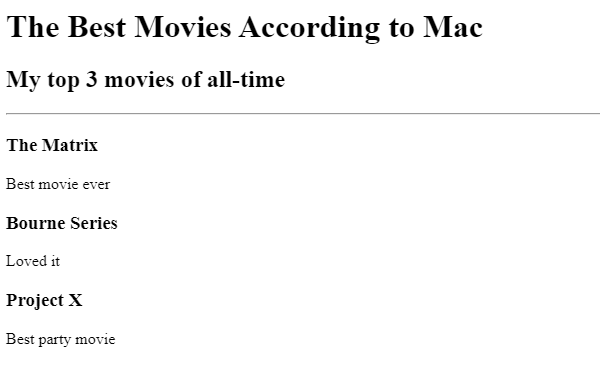 The Best Movies According to Mac
My top 3 movies of all-time
The Matrix
Best movie ever
Bourne Series
Loved it
Project X
Best party movie